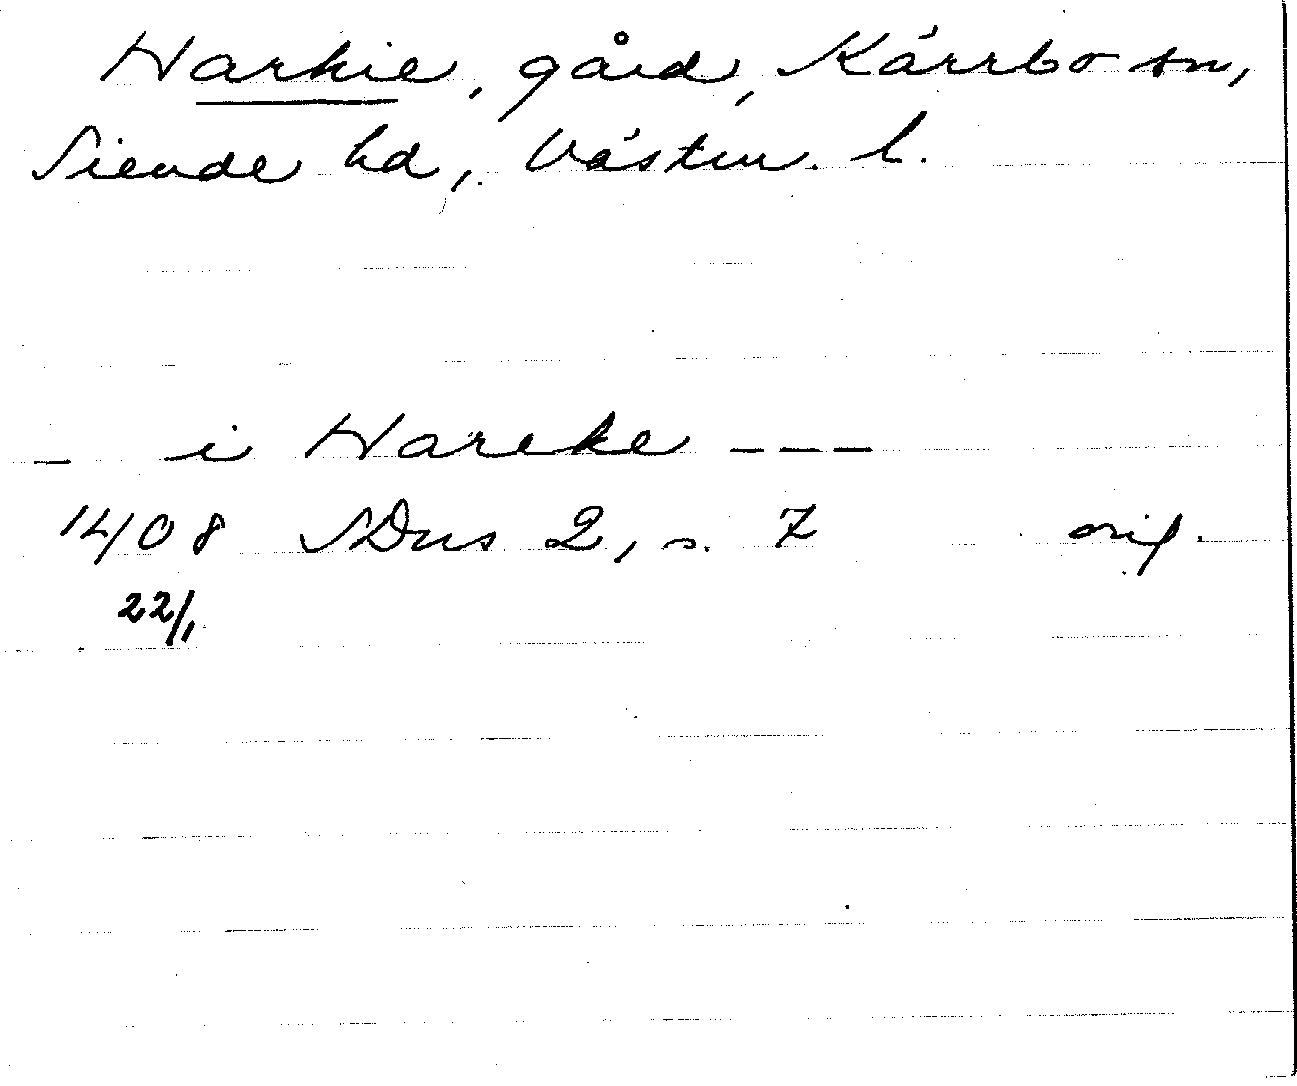 Harkie, gård, Kärrbo sn,
Siende hd, Västm. l.
- i Hareke ---
1408 SDns 2, s. 7 orig.
22/1